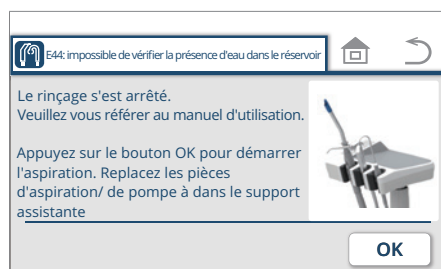 E44: impossible de vérifier la présence d'eau dans le réservoir
Le rinçage s'est arrêté.
Veuillez vous référer au manuel d'utilisation.
Appuyez sur le bouton OK pour démarrer
l'aspiration. Replacez les pièces
d'aspiration/ de pompe à dans le support
assistante
OK